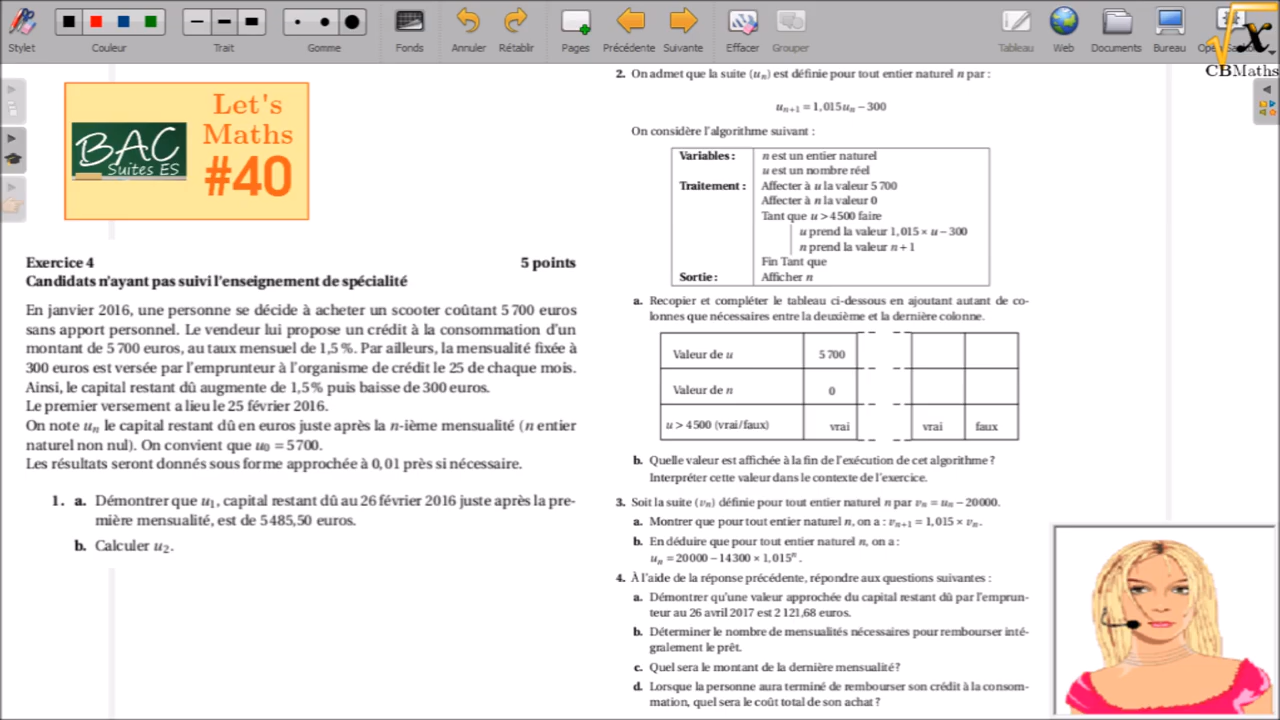 Stylet
Couleur
Trait
Gomme
Fonds
Annuler
Rétablir
Pages
Précédente
Suivante
Effacer
Grouper
Tableau
Web
Documents
Bureau
CBMaths
Let's
Maths
#40
BAC
Suites ES
Exercice 4 5 points
Candidats n'ayant pas suivi l'enseignement de spécialité
En janvier 2016, une personne se décide à acheter un scooter coûtant 5 700 euros
sans apport personnel. Le vendeur lui propose un crédit à la consommation d'un
montant de 5 700 euros, au taux mensuel de 1,5 %. Par ailleurs, la mensualité fixée à
300 euros est versée par l'emprunteur à l'organisme de crédit le 25 de chaque mois.
Ainsi, le capital restant dû augmente de 1,5% puis baisse de 300 euros.
Le premier versement a lieu le 25 février 2016.
On note uₙ le capital restant dû en euros juste après la n-ième mensualité (n entier
naturel non nul). On convient que u₀ = 5700.
Les résultats seront donnés sous forme approchée à 0,01 près si nécessaire.
1. a. Démontrer que u₁, capital restant dû au 26 février 2016 juste après la pre-
mière mensualité, est de 5 485,50 euros.
b. Calculer u₂.
2. On admet que la suite (uₙ) est définie pour tout entier naturel n par :
uₙ₊₁ = 1,015uₙ − 300
On considère l'algorithme suivant :
Variables : n est un entier naturel
u est un nombre réel
Traitement : Affecter à u la valeur 5 700
Affecter à n la valeur 0
Tant que u > 4500 faire
u prend la valeur 1,015 × u − 300
n prend la valeur n + 1
Fin Tant que
Sortie : Afficher n
a. Recopier et compléter le tableau ci-dessous en ajoutant autant de co-
lonnes que nécessaires entre la deuxième et la dernière colonne.
Valeur de u 5 700
Valeur de n 0
u > 4500 (vrai/faux) vrai vrai faux
b. Quelle valeur est affichée à la fin de l'exécution de cet algorithme ?
Interpréter cette valeur dans le contexte de l'exercice.
3. Soit la suite (vₙ) définie pour tout entier naturel n par vₙ = uₙ − 20000.
a. Montrer que pour tout entier naturel n, on a : vₙ₊₁ = 1,015 × vₙ.
b. En déduire que pour tout entier naturel n, on a :
uₙ = 20000 − 14300 × 1,015ⁿ.
4. À l'aide de la réponse précédente, répondre aux questions suivantes :
a. Démontrer qu'une valeur approchée du capital restant dû par l'emprun-
teur au 26 avril 2017 est 2 121,68 euros.
b. Déterminer le nombre de mensualités nécessaires pour rembourser inté-
gralement le prêt.
c. Quel sera le montant de la dernière mensualité ?
d. Lorsque la personne aura terminé de rembourser son crédit à la consom-
mation, quel sera le coût total de son achat ?